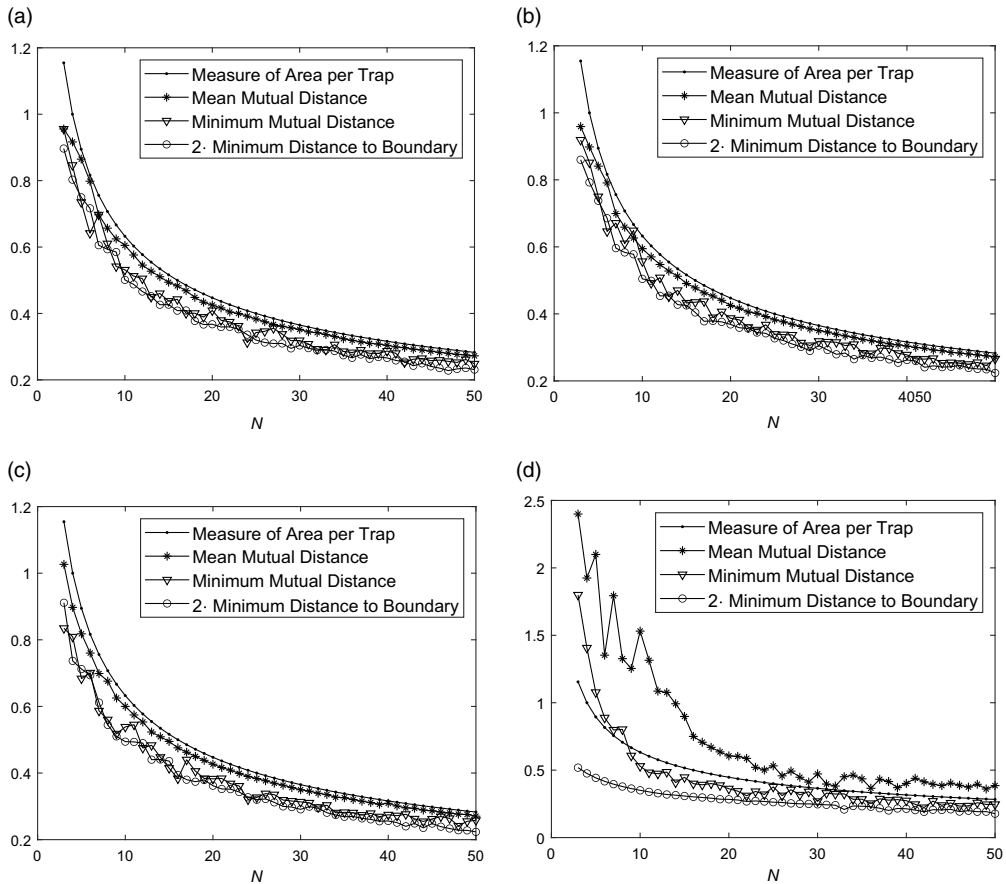 (a)
1.2
1
0.8
0.6
0.4
0.2
0 10 20 30 40 50
N
Measure of Area per Trap
Mean Mutual Distance
Minimum Mutual Distance
2· Minimum Distance to Boundary
(b)
1.2
1
0.8
0.6
0.4
0.2
0 10 20 30 4050
N
Measure of Area per Trap
Mean Mutual Distance
Minimum Mutual Distance
2· Minimum Distance to Boundary
(c)
1.2
1
0.8
0.6
0.4
0.2
0 10 20 30 40 50
N
Measure of Area per Trap
Mean Mutual Distance
Minimum Mutual Distance
2· Minimum Distance to Boundary
(d)
2.5
2
1.5
1
0.5
0
0 10 20 30 40 50
N
Measure of Area per Trap
Mean Mutual Distance
Minimum Mutual Distance
2· Minimum Distance to Boundary